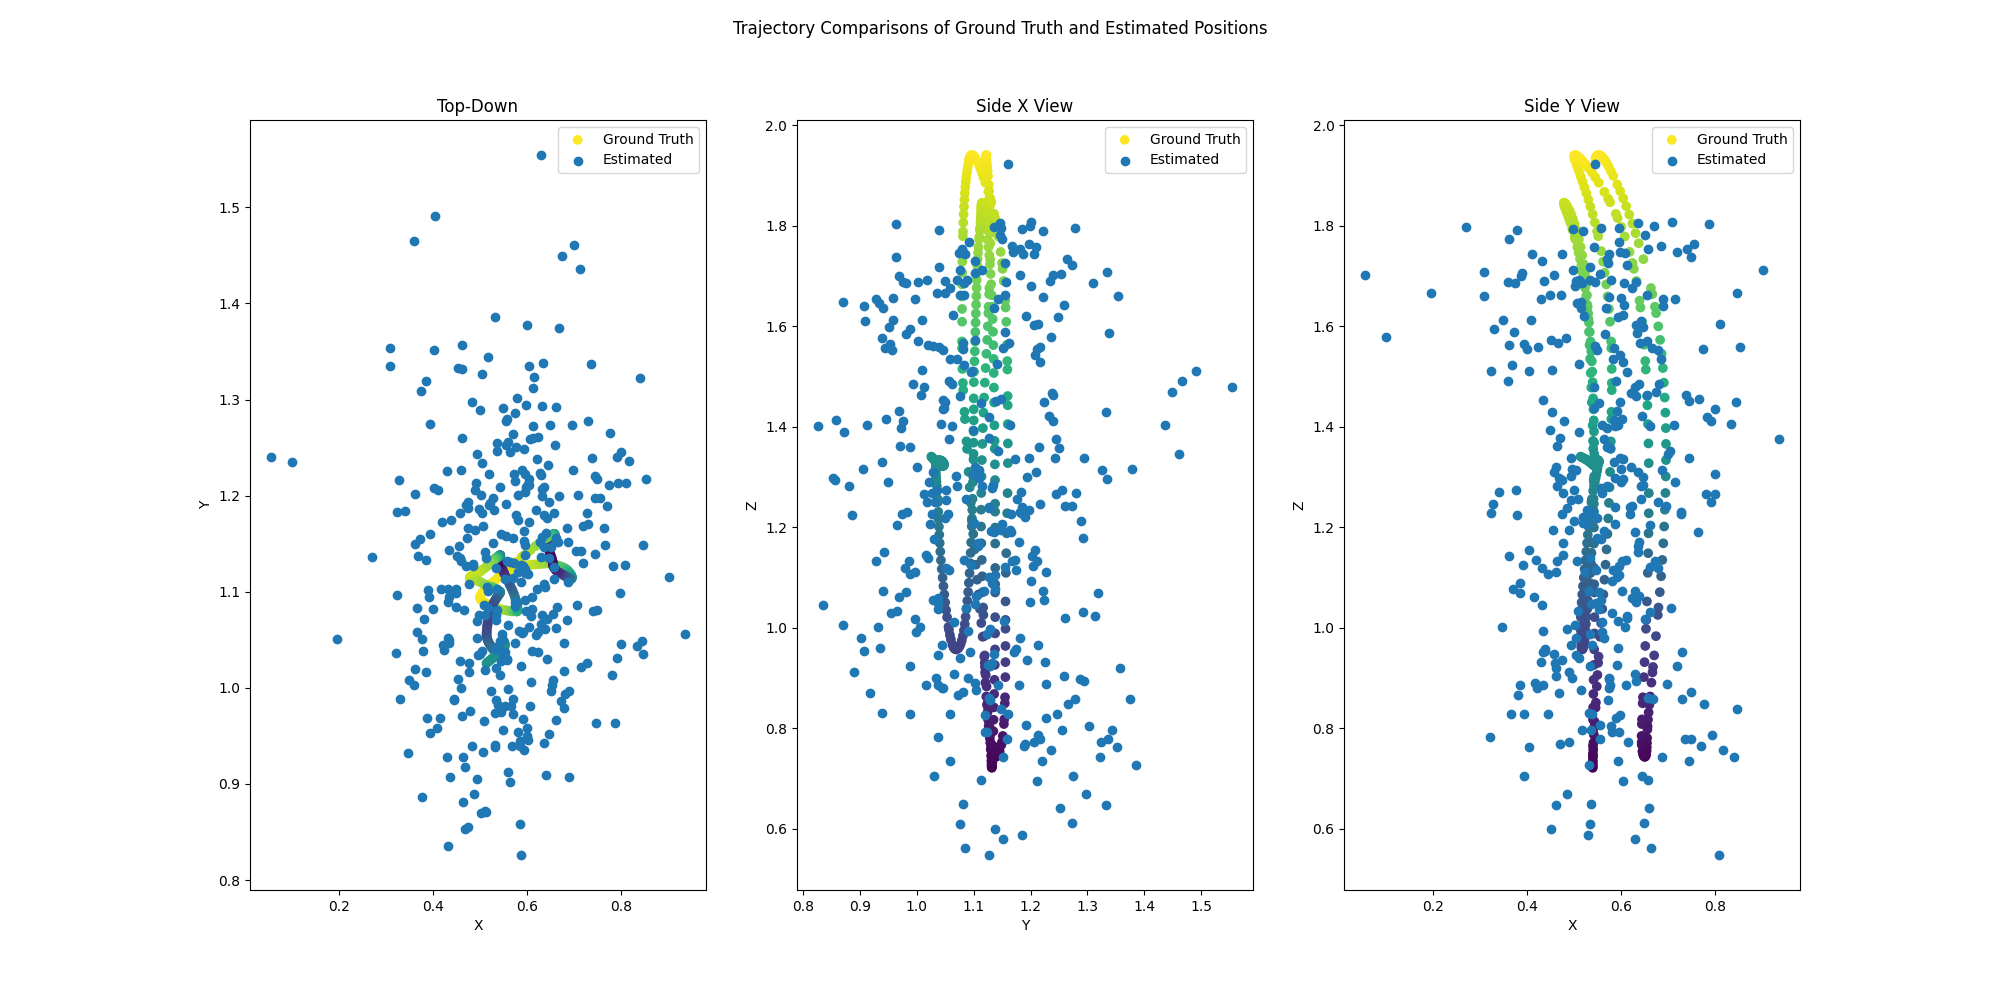 Trajectory Comparisons of Ground Truth and Estimated Positions
Top-Down
Ground Truth
Estimated
1.5
1.4
1.3
1.2
1.1
1.0
0.9
0.8
Y
0.2 0.4 0.6 0.8
X
Side X View
Ground Truth
Estimated
2.0
1.8
1.6
1.4
1.2
1.0
0.8
0.6
Z
0.8 0.9 1.0 1.1 1.2 1.3 1.4 1.5
Y
Side Y View
Ground Truth
Estimated
2.0
1.8
1.6
1.4
1.2
1.0
0.8
0.6
Z
0.2 0.4 0.6 0.8
X